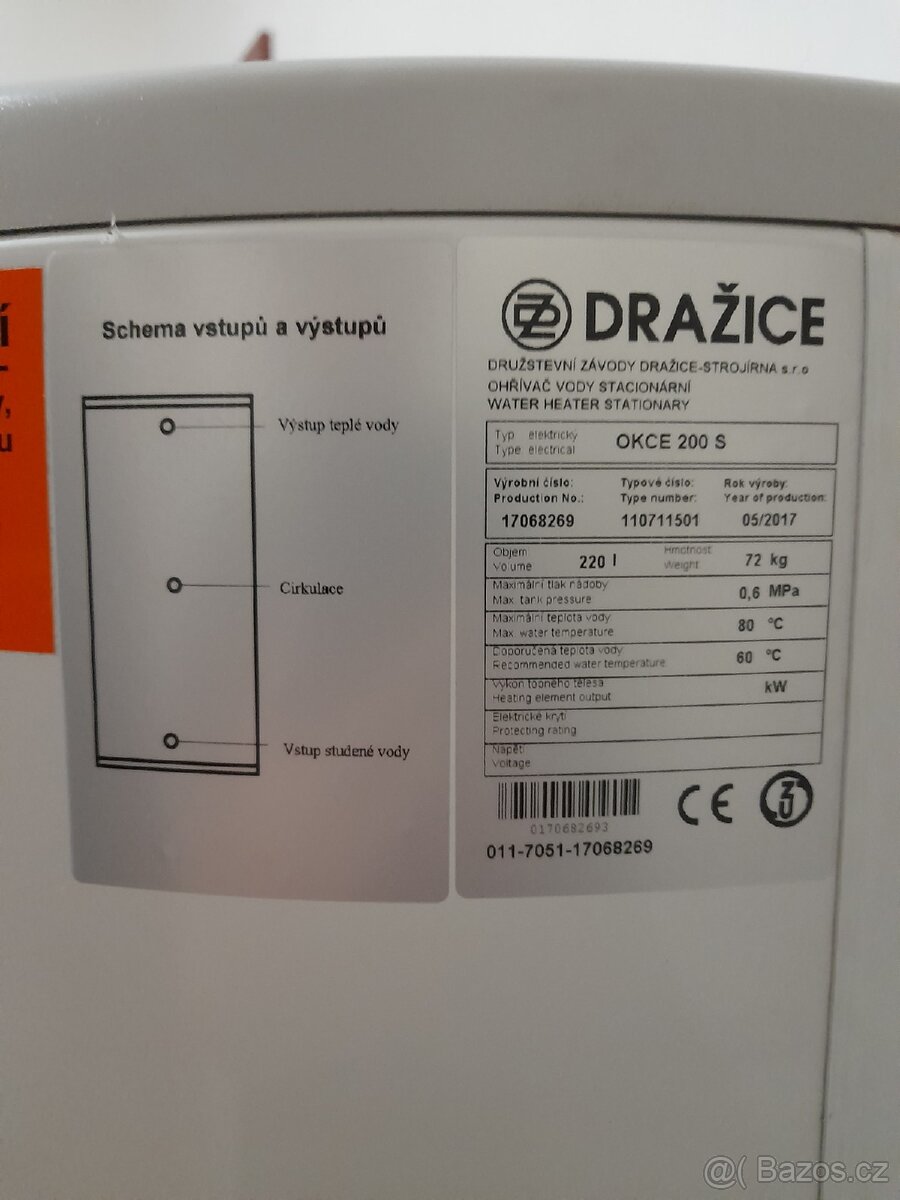 í
u
Schema vstupů a výstupů
Výstup teplé vody
Cirkulace
Vstup studené vody
DRAŽICE
DRUŽSTEVNÍ ZÁVODY DRAŽICE-STROJÍRNA s.r.o
OHŘÍVAČ VODY STACIONÁRNÍ
WATER HEATER STATIONARY
Typ elektrický
Type electrical
OKCE 200 S
Výrobní číslo: Typové číslo: Rok výroby:
Production No.: Type number: Year of production:
17068269 110711501 05/2017
Objem Hmotnost
Volume 220 l Weight 72 kg
Maximální tlak nádoby
Max. tank pressure 0,6 MPa
Maximální teplota vody
Max. water temperature 80 °C
Doporučená teplota vody
Recommended water temperature 60 °C
Výkon topného tělesa kW
Heating element output
Elektrické krytí
Protecting rating
Napětí
Voltage
0170682693
CE
011-7051-17068269
@( Bazos.cz